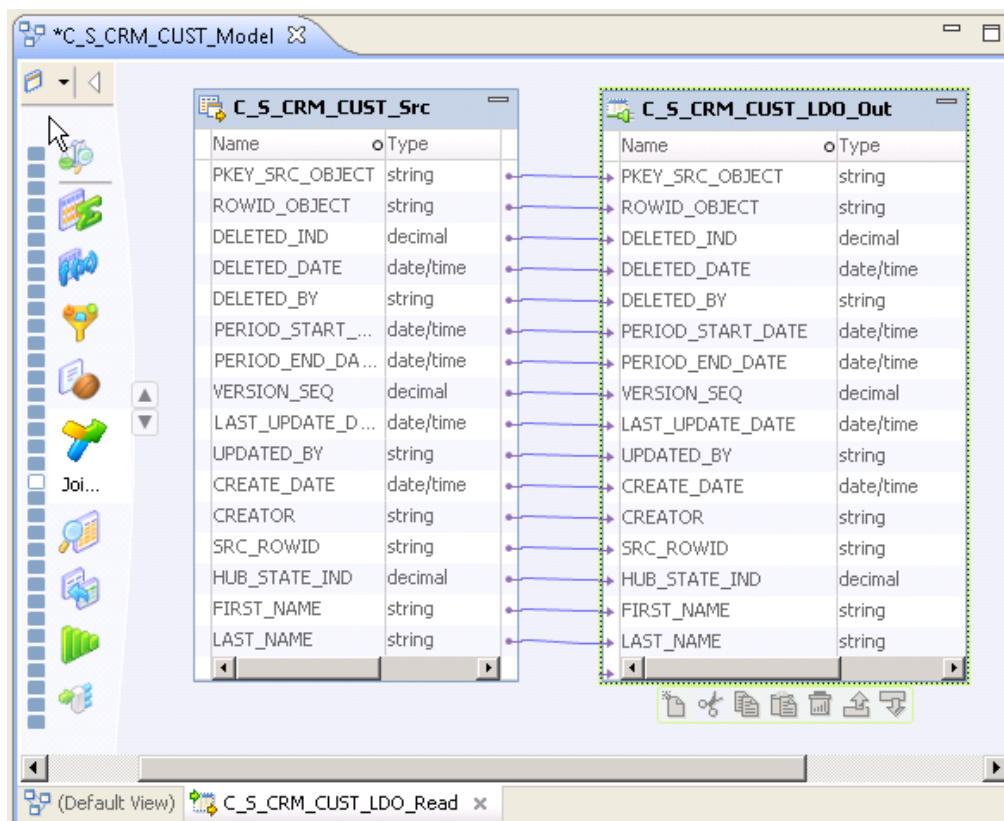 *C_S_CRM_CUST_Model
C_S_CRM_CUST_Src
Name Type
PKEY_SRC_OBJECT string
ROWID_OBJECT string
DELETED_IND decimal
DELETED_DATE date/time
DELETED_BY string
PERIOD_START_... date/time
PERIOD_END_DA... date/time
VERSION_SEQ decimal
LAST_UPDATE_D... date/time
UPDATED_BY string
CREATE_DATE date/time
CREATOR string
SRC_ROWID string
HUB_STATE_IND decimal
FIRST_NAME string
LAST_NAME string
C_S_CRM_CUST_LDO_Out
Name Type
PKEY_SRC_OBJECT string
ROWID_OBJECT string
DELETED_IND decimal
DELETED_DATE date/time
DELETED_BY string
PERIOD_START_DATE date/time
PERIOD_END_DATE date/time
VERSION_SEQ decimal
LAST_UPDATE_DATE date/time
UPDATED_BY string
CREATE_DATE date/time
CREATOR string
SRC_ROWID string
HUB_STATE_IND decimal
FIRST_NAME string
LAST_NAME string
Joi...
(Default View) C_S_CRM_CUST_LDO_Read